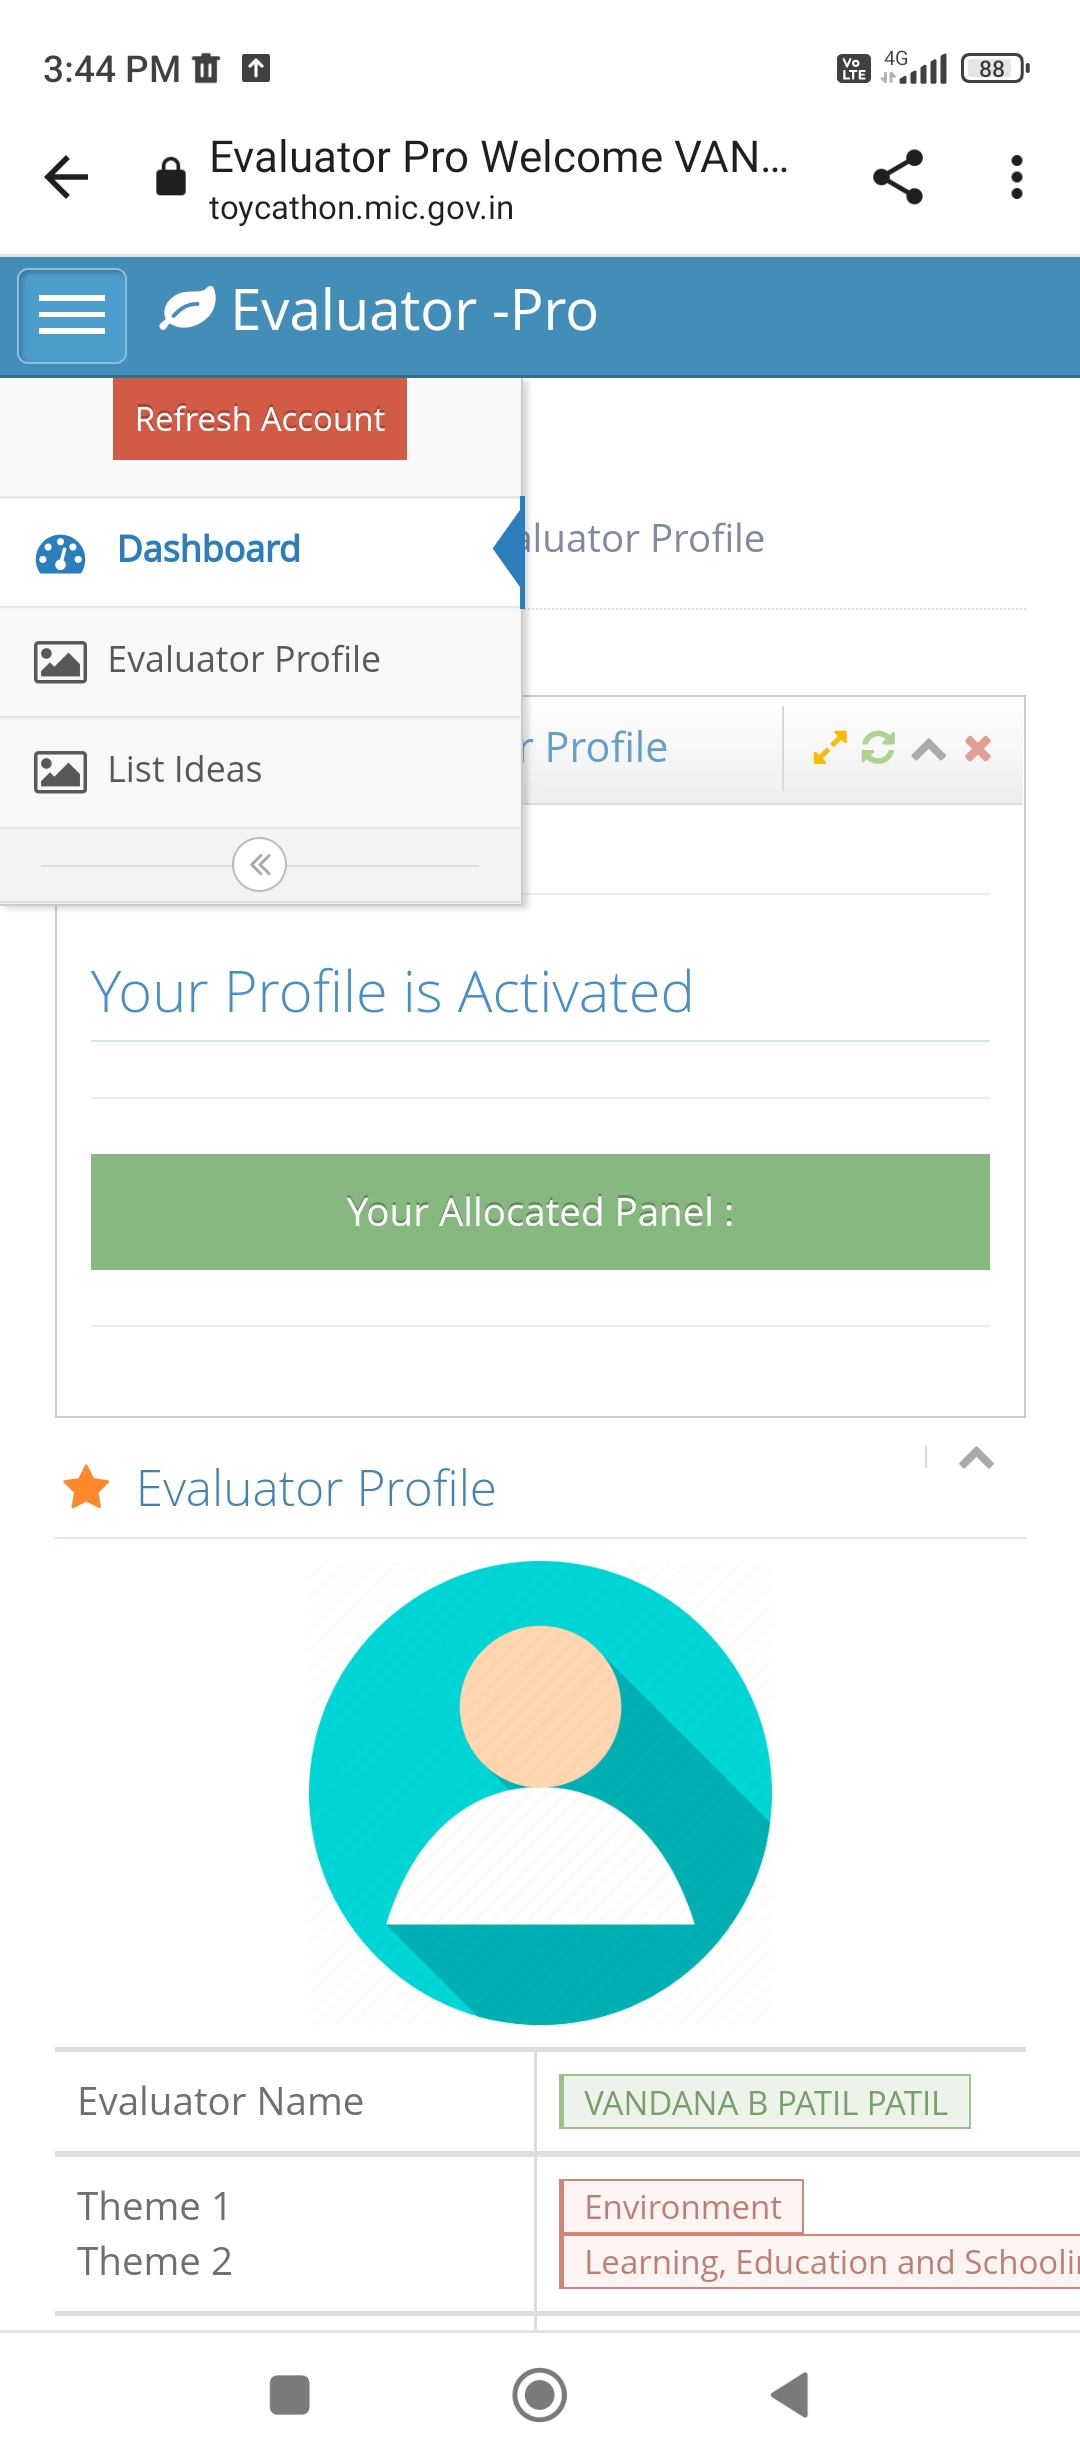 3:44 PM
Vo LTE 4G 88
Evaluator Pro Welcome VAN...
toycathon.mic.gov.in
Evaluator -Pro
Refresh Account
Dashboard
aluator Profile
Evaluator Profile
r Profile
List Ideas
Your Profile is Activated
Your Allocated Panel :
Evaluator Profile
Evaluator Name VANDANA B PATIL PATIL
Theme 1 Environment
Theme 2 Learning, Education and Schoolin